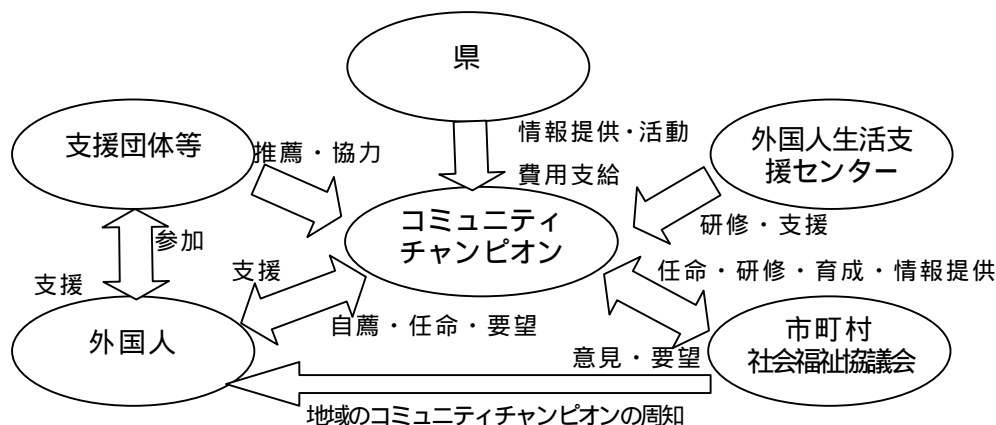 県
支援団体等
推薦・協力
情報提供・活動
費用支給
外国人生活支
援センター
コミュニティ
チャンピオン
研修・支援
参加
支援
支援
任命・研修・育成・情報提供
外国人
自薦・任命・要望
意見・要望
市町村
社会福祉協議会
地域のコミュニティチャンピオンの周知